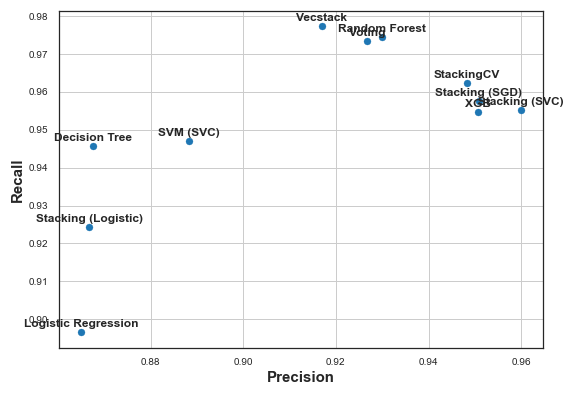 0.98
0.97
0.96
0.95
0.94
0.93
0.92
0.91
0.90
Recall
Vecstack
Random Forest
Voting
StackingCV
Stacking (SGD)
Stacking (SVC)
XGB
Decision Tree
SVM (SVC)
Stacking (Logistic)
Logistic Regression
0.88
0.90
0.92
0.94
0.96
Precision